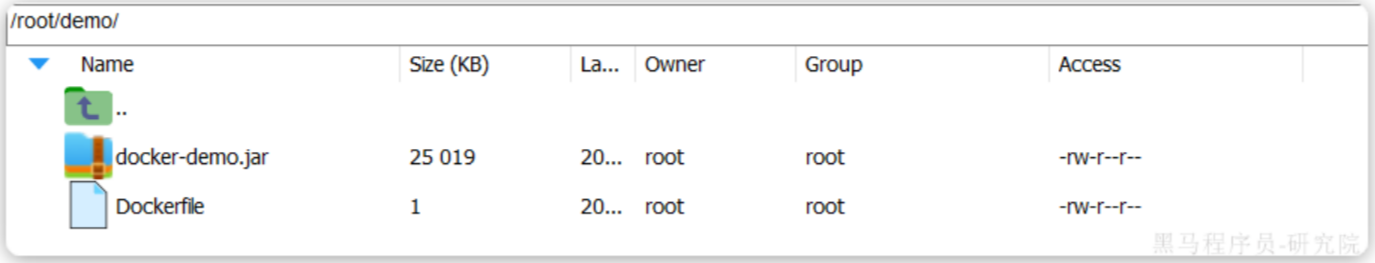 /root/demo/
Name Size (KB) La... Owner Group Access
..
docker-demo.jar 25 019 20... root root -rw-r--r--
Dockerfile 1 20... root root -rw-r--r--
黑马程序员-研究院